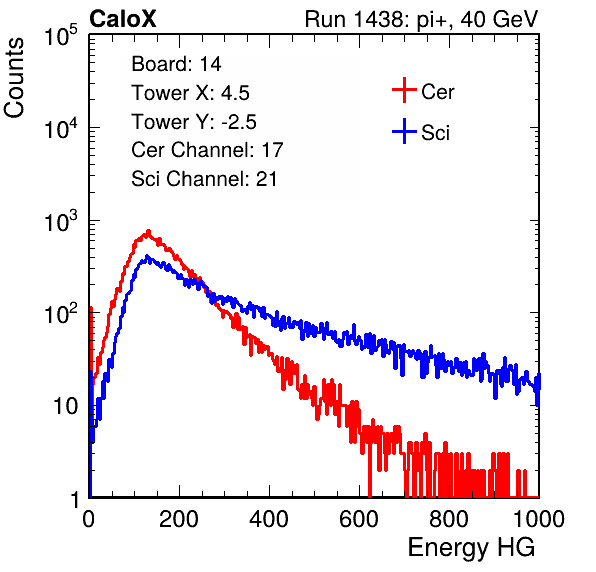 CaloX Run 1438: pi+, 40 GeV
Counts
10^5
10^4
10^3
10^2
10
1
Board: 14
Tower X: 4.5
Tower Y: -2.5
Cer Channel: 17
Sci Channel: 21
Cer
Sci
0 200 400 600 800 1000
Energy HG